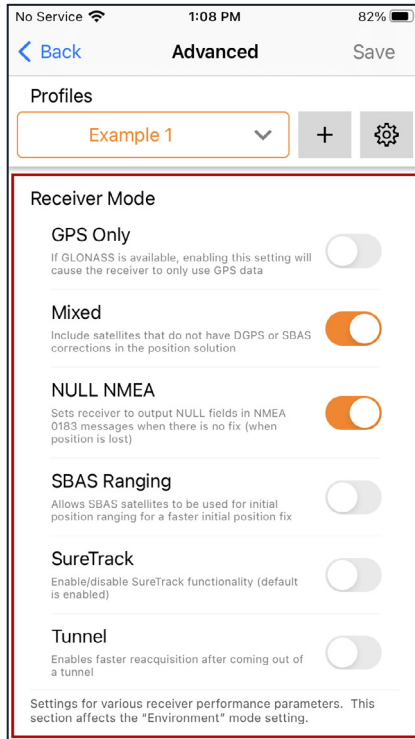 No Service 1:08 PM 82%
Back Advanced Save
Profiles
Example 1 +
Receiver Mode
GPS Only
If GLONASS is available, enabling this setting will
cause the receiver to only use GPS data
Mixed
Include satellites that do not have DGPS or SBAS
corrections in the position solution
NULL NMEA
Sets receiver to output NULL fields in NMEA
0183 messages when there is no fix (when
position is lost)
SBAS Ranging
Allows SBAS satellites to be used for initial
position ranging for a faster initial position fix
SureTrack
Enable/disable SureTrack functionality (default
is enabled)
Tunnel
Enables faster reacquisition after coming out of
a tunnel
Settings for various receiver performance parameters. This
section affects the “Environment” mode setting.